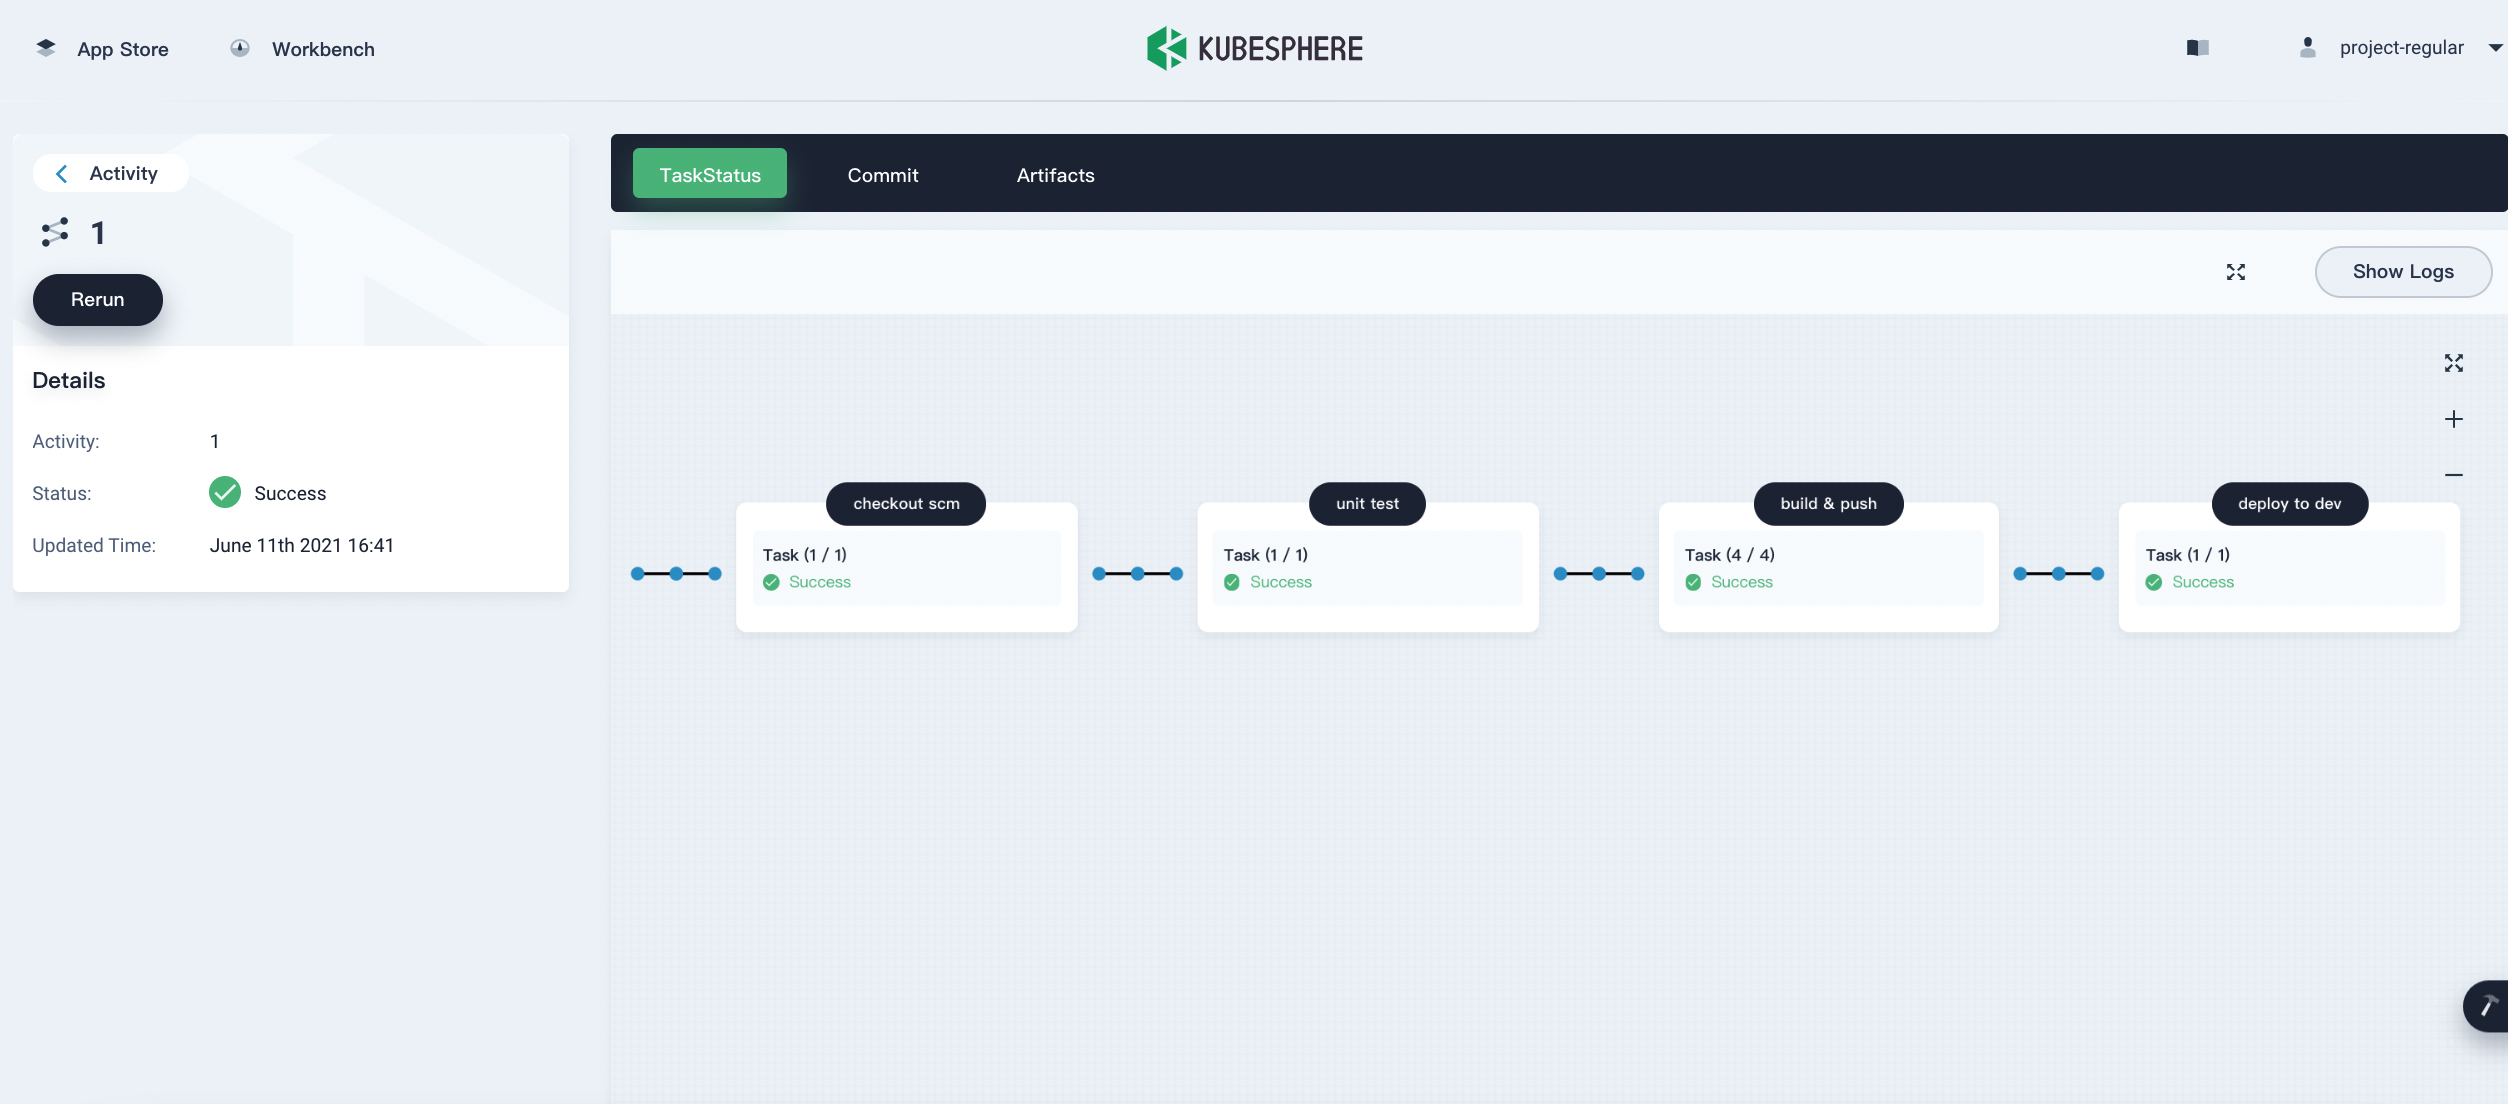 App Store
Workbench
KUBESPHERE
project-regular
Activity
1
Rerun
Details
Activity:
1
Status:
Success
Updated Time:
June 11th 2021 16:41
TaskStatus
Commit
Artifacts
Show Logs
checkout scm
Task (1 / 1)
Success
unit test
Task (1 / 1)
Success
build & push
Task (4 / 4)
Success
deploy to dev
Task (1 / 1)
Success